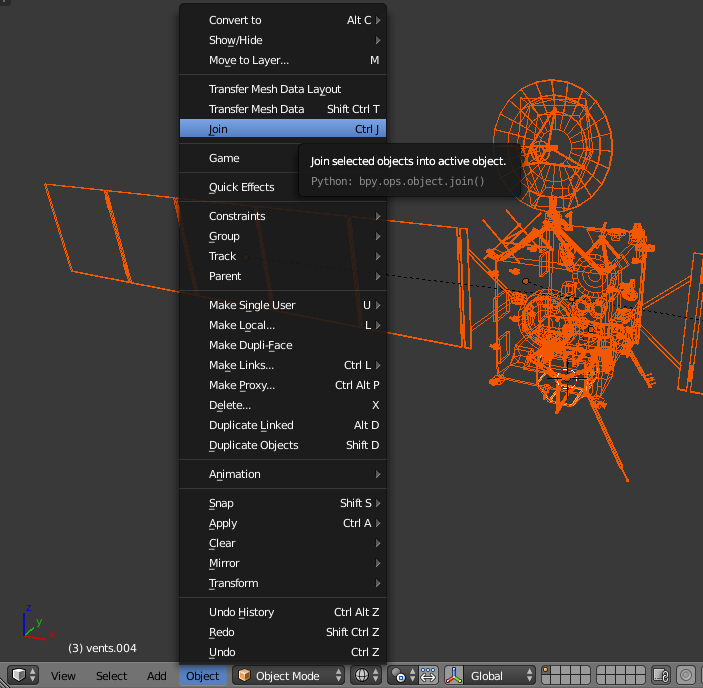 Convert to Alt C
Show/Hide
Move to Layer... M
Transfer Mesh Data Layout
Transfer Mesh Data Shift Ctrl T
Join Ctrl J
Game
Join selected objects into active object.
Python: bpy.ops.object.join()
Quick Effects
Constraints
Group
Track
Parent
Make Single User U
Make Local... L
Make Dupli-Face
Make Links... Ctrl L
Make Proxy... Ctrl Alt P
Delete... X
Duplicate Linked Alt D
Duplicate Objects Shift D
Animation
Snap Shift S
Apply Ctrl A
Clear
Mirror
Transform
Undo History Ctrl Alt Z
Redo Shift Ctrl Z
Undo Ctrl Z
z
y
x
(3) vents.004
View Select Add Object Object Mode Global